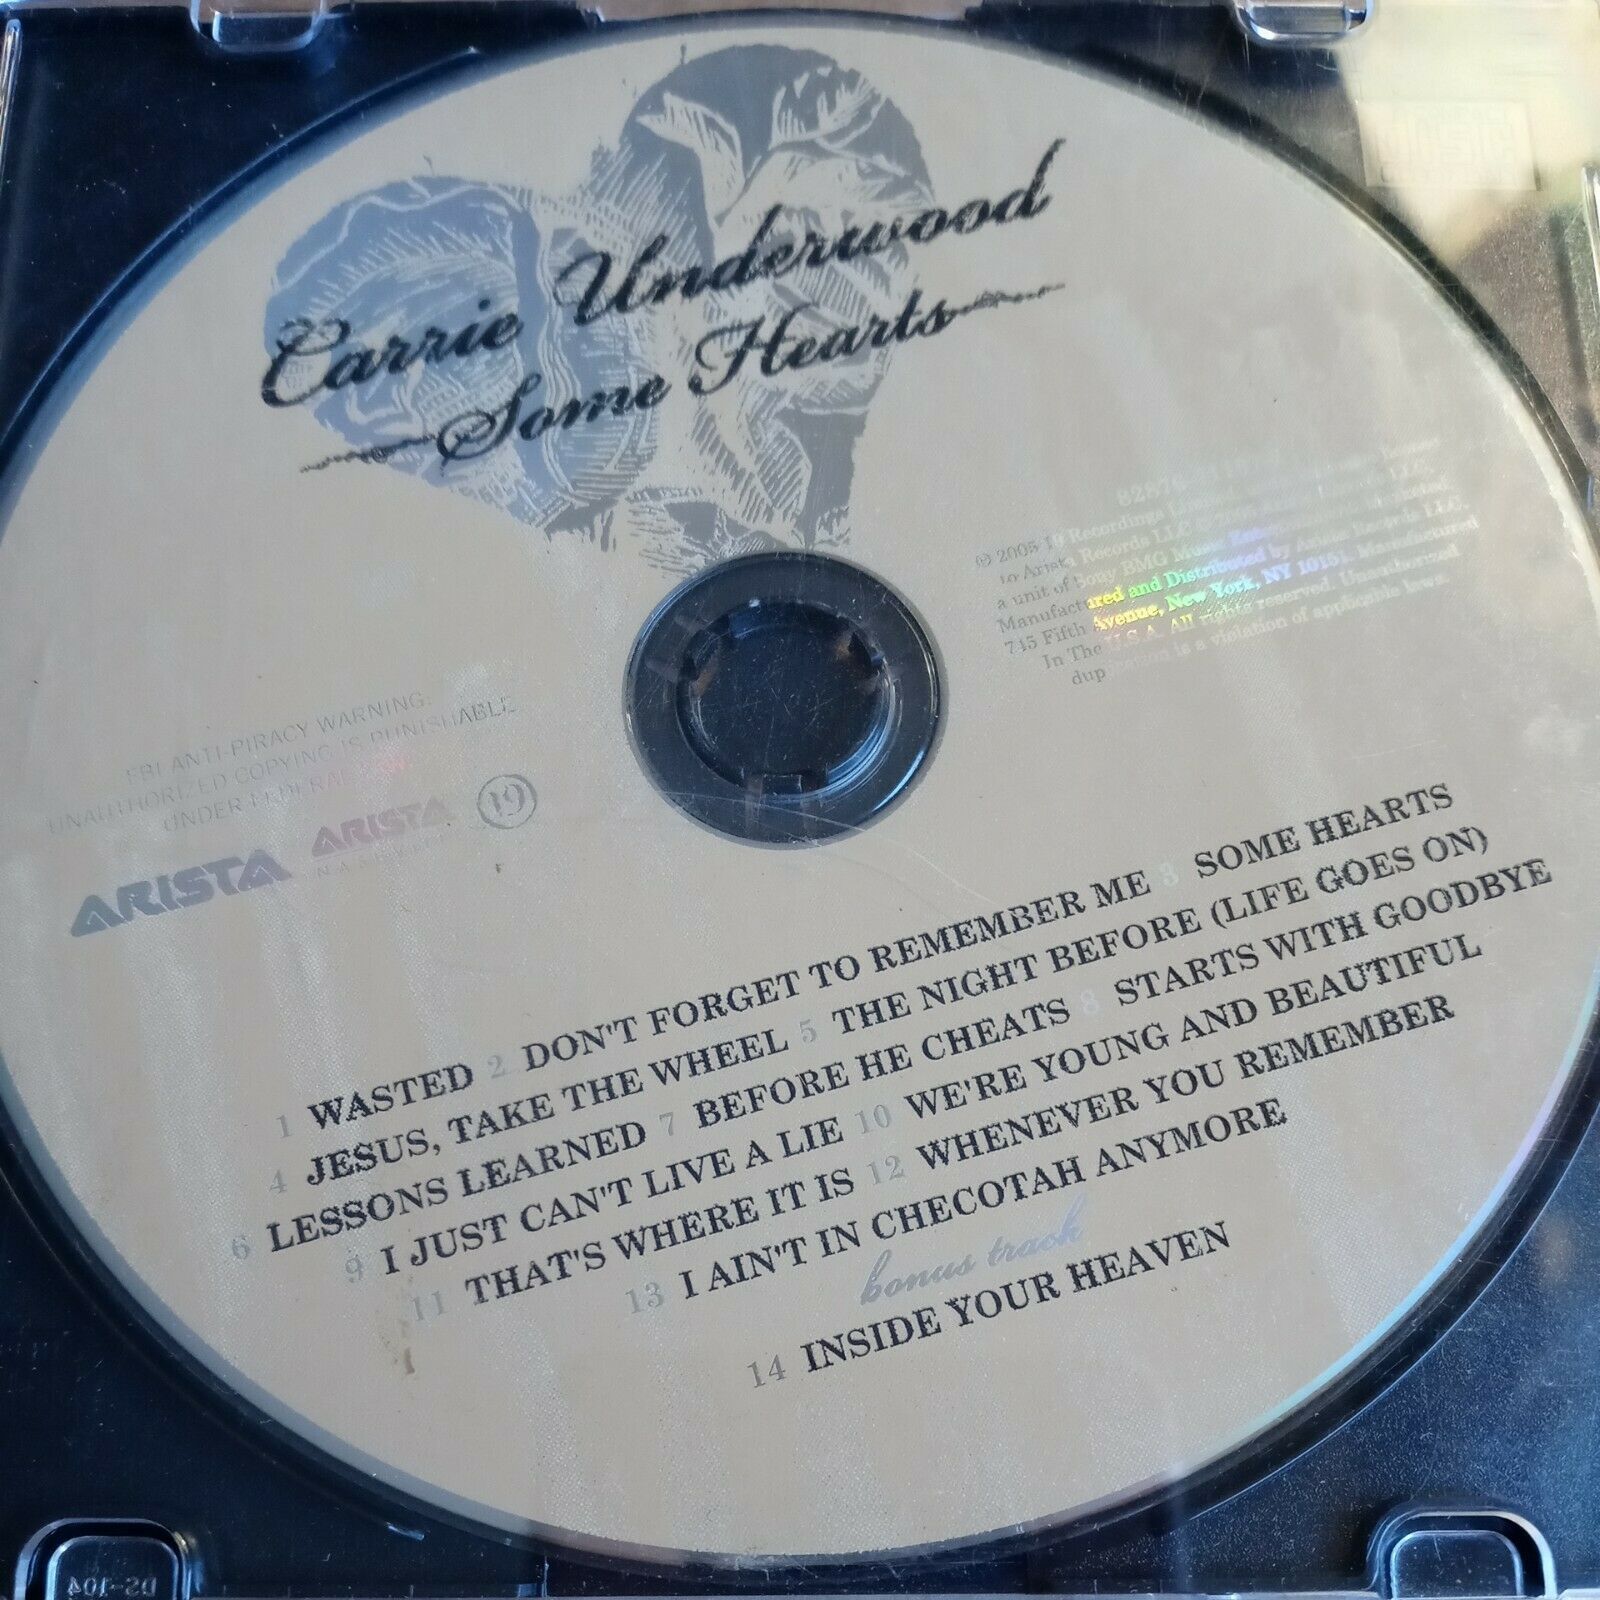 Carrie Underwood
Some Hearts
© 2005 19 Recordings
to Arista Records LLC
a unit of Sony BMG Music
Manufactured and Distributed by Arista Records, LLC.
745 Fifth Avenue, New York, NY 10151. Manufactured
In The U.S.A. All rights reserved. Unauthorized
duplication is a violation of applicable laws.
FBI ANTI-PIRACY WARNING:
UNAUTHORIZED COPYING IS PUNISHABLE
UNDER FEDERAL LAW
ARISTA ARISTA 19
1 WASTED 2 DON'T FORGET TO REMEMBER ME 3 SOME HEARTS
4 JESUS, TAKE THE WHEEL 5 THE NIGHT BEFORE (LIFE GOES ON)
6 LESSONS LEARNED 7 BEFORE HE CHEATS 8 STARTS WITH GOODBYE
9 I JUST CAN'T LIVE A LIE 10 WE'RE YOUNG AND BEAUTIFUL
11 THAT'S WHERE IT IS 12 WHENEVER YOU REMEMBER
13 I AIN'T IN CHECOTAH ANYMORE
bonus track
14 INSIDE YOUR HEAVEN
DS-104